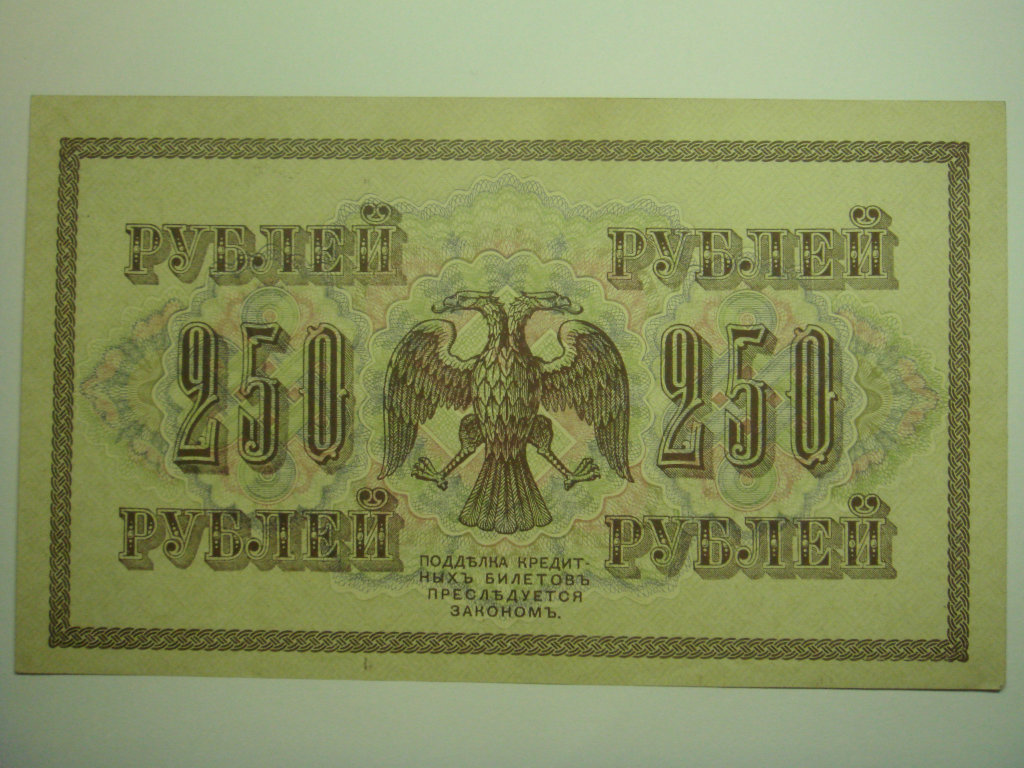 РУБЛЕЙ РУБЛЕЙ
250 250
РУБЛЕЙ РУБЛЕЙ
ПОДДѢЛКА КРЕДИТ-
НЫХЪ БИЛЕТОВЪ
ПРЕСЛѢДУЕТСЯ
ЗАКОНОМЪ.